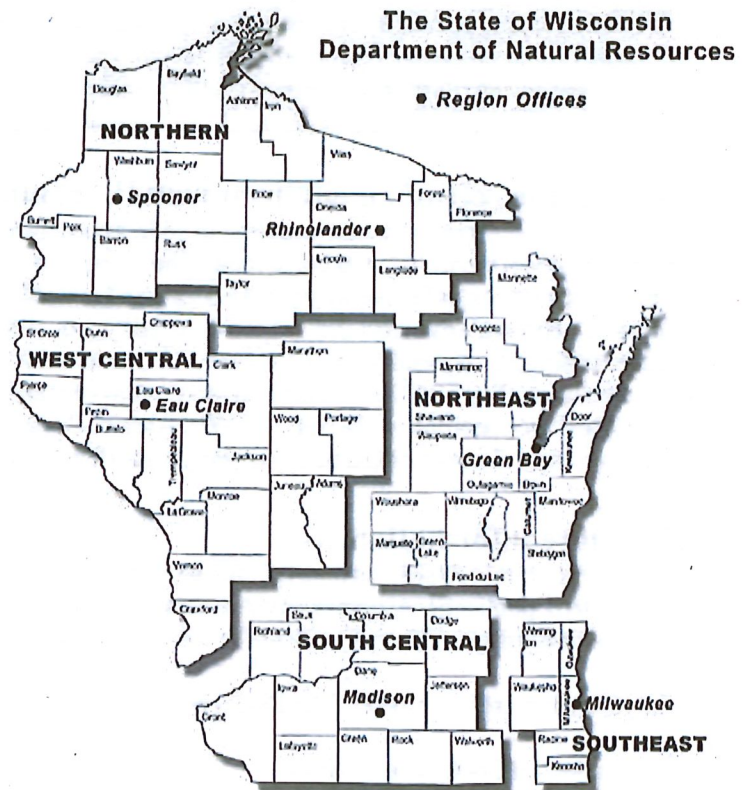 The State of Wisconsin
Department of Natural Resources
● Region Offices
Bayfield
Douglas
Ashland
Iron
NORTHERN
Vilas
Washburn
Sawyer
Spooner
Price
Forest
Florence
Oneida
Rhinelander
Burnett
Polk
Barron
Rusk
Lincoln
Langlade
Taylor
Marinette
Oconto
Menominee
St Croix
Dunn
Chippewa
WEST CENTRAL
Clark
Marathon
Pierce
Eau Claire
Eau Claire
Pepin
Buffalo
Wood
Portage
Trempealeau
Jackson
Juneau
Adams
Monroe
La Crosse
Vernon
Crawford
NORTHEAST
Shawano
Door
Waupaca
Kewaunee
Green Bay
Outagamie
Brown
Waushara
Winnebago
Calumet
Manitowoc
Marquette
Green
Lake
Sheboygan
Fond du Lac
Sauk
Columbia
Dodge
Richland
SOUTH CENTRAL
Dane
Iowa
Jefferson
Madison
Grant
Lafayette
Green
Rock
Walworth
Ozaukee
Waukesha
Milwaukee
Milwaukee
Racine
SOUTHEAST
Kenosha